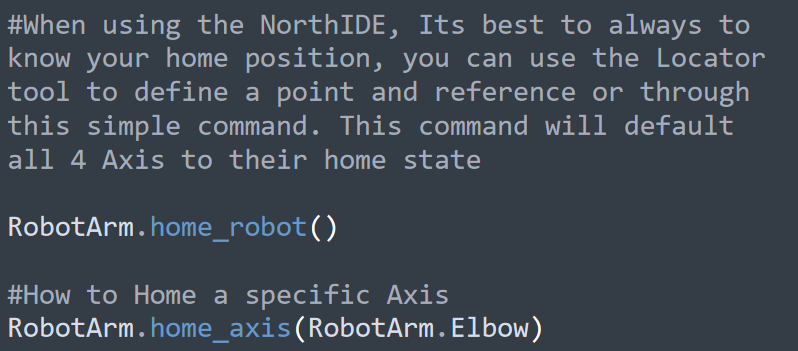 #When using the NorthIDE, Its best to always to
know your home position, you can use the Locator
tool to define a point and reference or through
this simple command. This command will default
all 4 Axis to their home state
RobotArm.home_robot()
#How to Home a specific Axis
RobotArm.home_axis(RobotArm.Elbow)